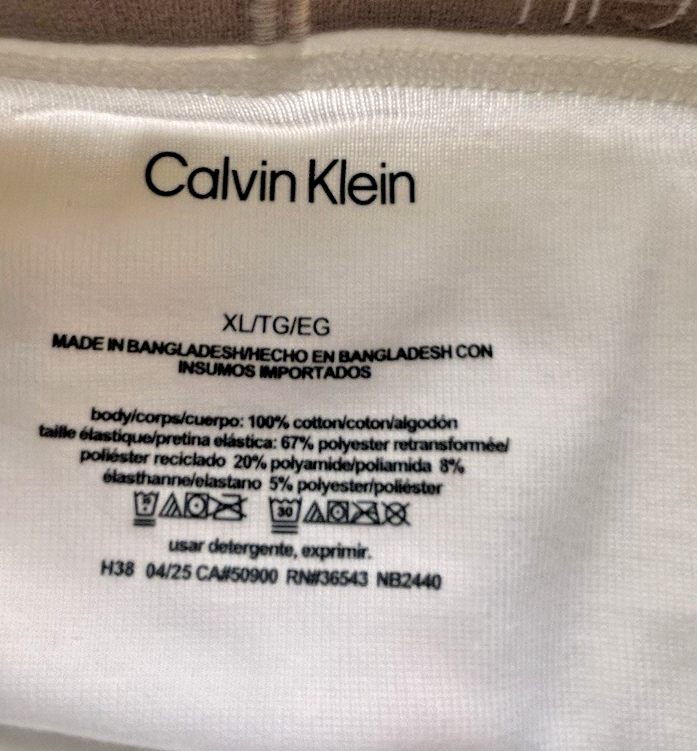 Calvin Klein
XL/TG/EG
MADE IN BANGLADESH/HECHO EN BANGLADESH CON
INSUMOS IMPORTADOS
body/corps/cuerpo: 100% cotton/coton/algodón
taille élastique/pretina elástica: 67% polyester retransformée/
poliéster reciclado 20% polyamide/poliamida 8%
élasthanne/elastano 5% polyester/poliéster
30
usar detergente, exprimir.
H38 04/25 CA#50900 RN#36543 NB2440